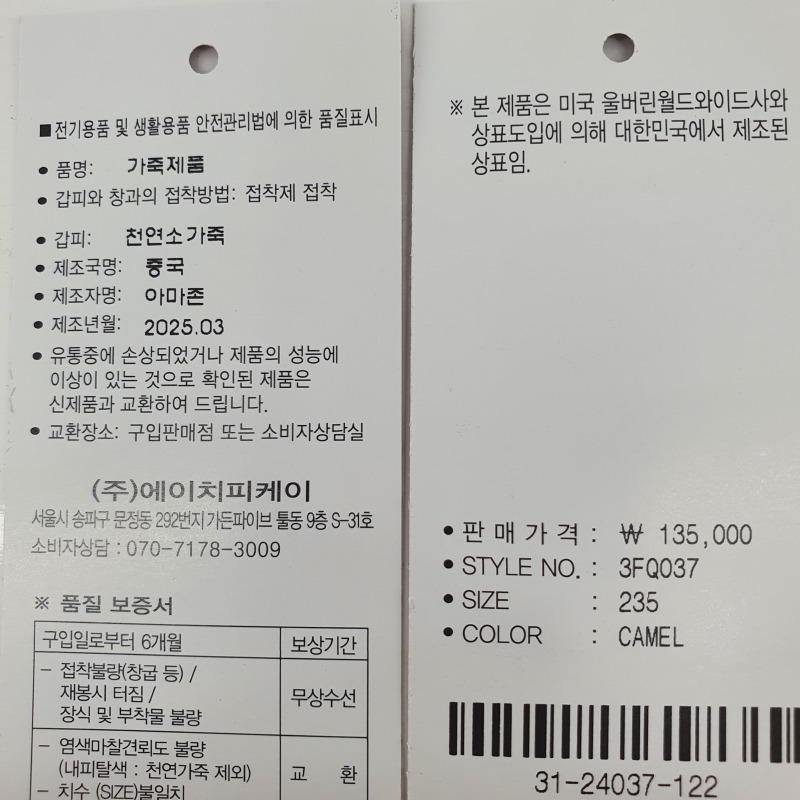 ■ 전기용품 및 생활용품 안전관리법에 의한 품질표시
● 품명: 가죽제품
● 갑피와 창과의 접착방법: 접착제 접착
● 갑피: 천연소가죽
● 제조국명: 중국
● 제조자명: 아마존
● 제조년월: 2025.03
● 유통중에 손상되었거나 제품의 성능에
이상이 있는 것으로 확인된 제품은
신제품과 교환하여 드립니다.
● 교환장소: 구입판매점 또는 소비자상담실
(주)에이치피케이
서울시 송파구 문정동 292번지 가든파이브 툴동 9층 S-31호
소비자상담 : 070-7178-3009
※ 품질 보증서
구입일로부터 6개월 보상기간
- 접착불량(창굽 등) /
재봉시 터짐 /
장식 및 부착물 불량
무상수선
- 염색마찰견뢰도 불량
(내피탈색 : 천연가죽 제외)
- 치수 (SIZE)불일치
교 환
※ 본 제품은 미국 울버린월드와이드사와
상표도입에 의해 대한민국에서 제조된
상표임.
● 판매가격 : ₩ 135,000
● STYLE NO. : 3FQ037
● SIZE : 235
● COLOR : CAMEL
31-24037-122